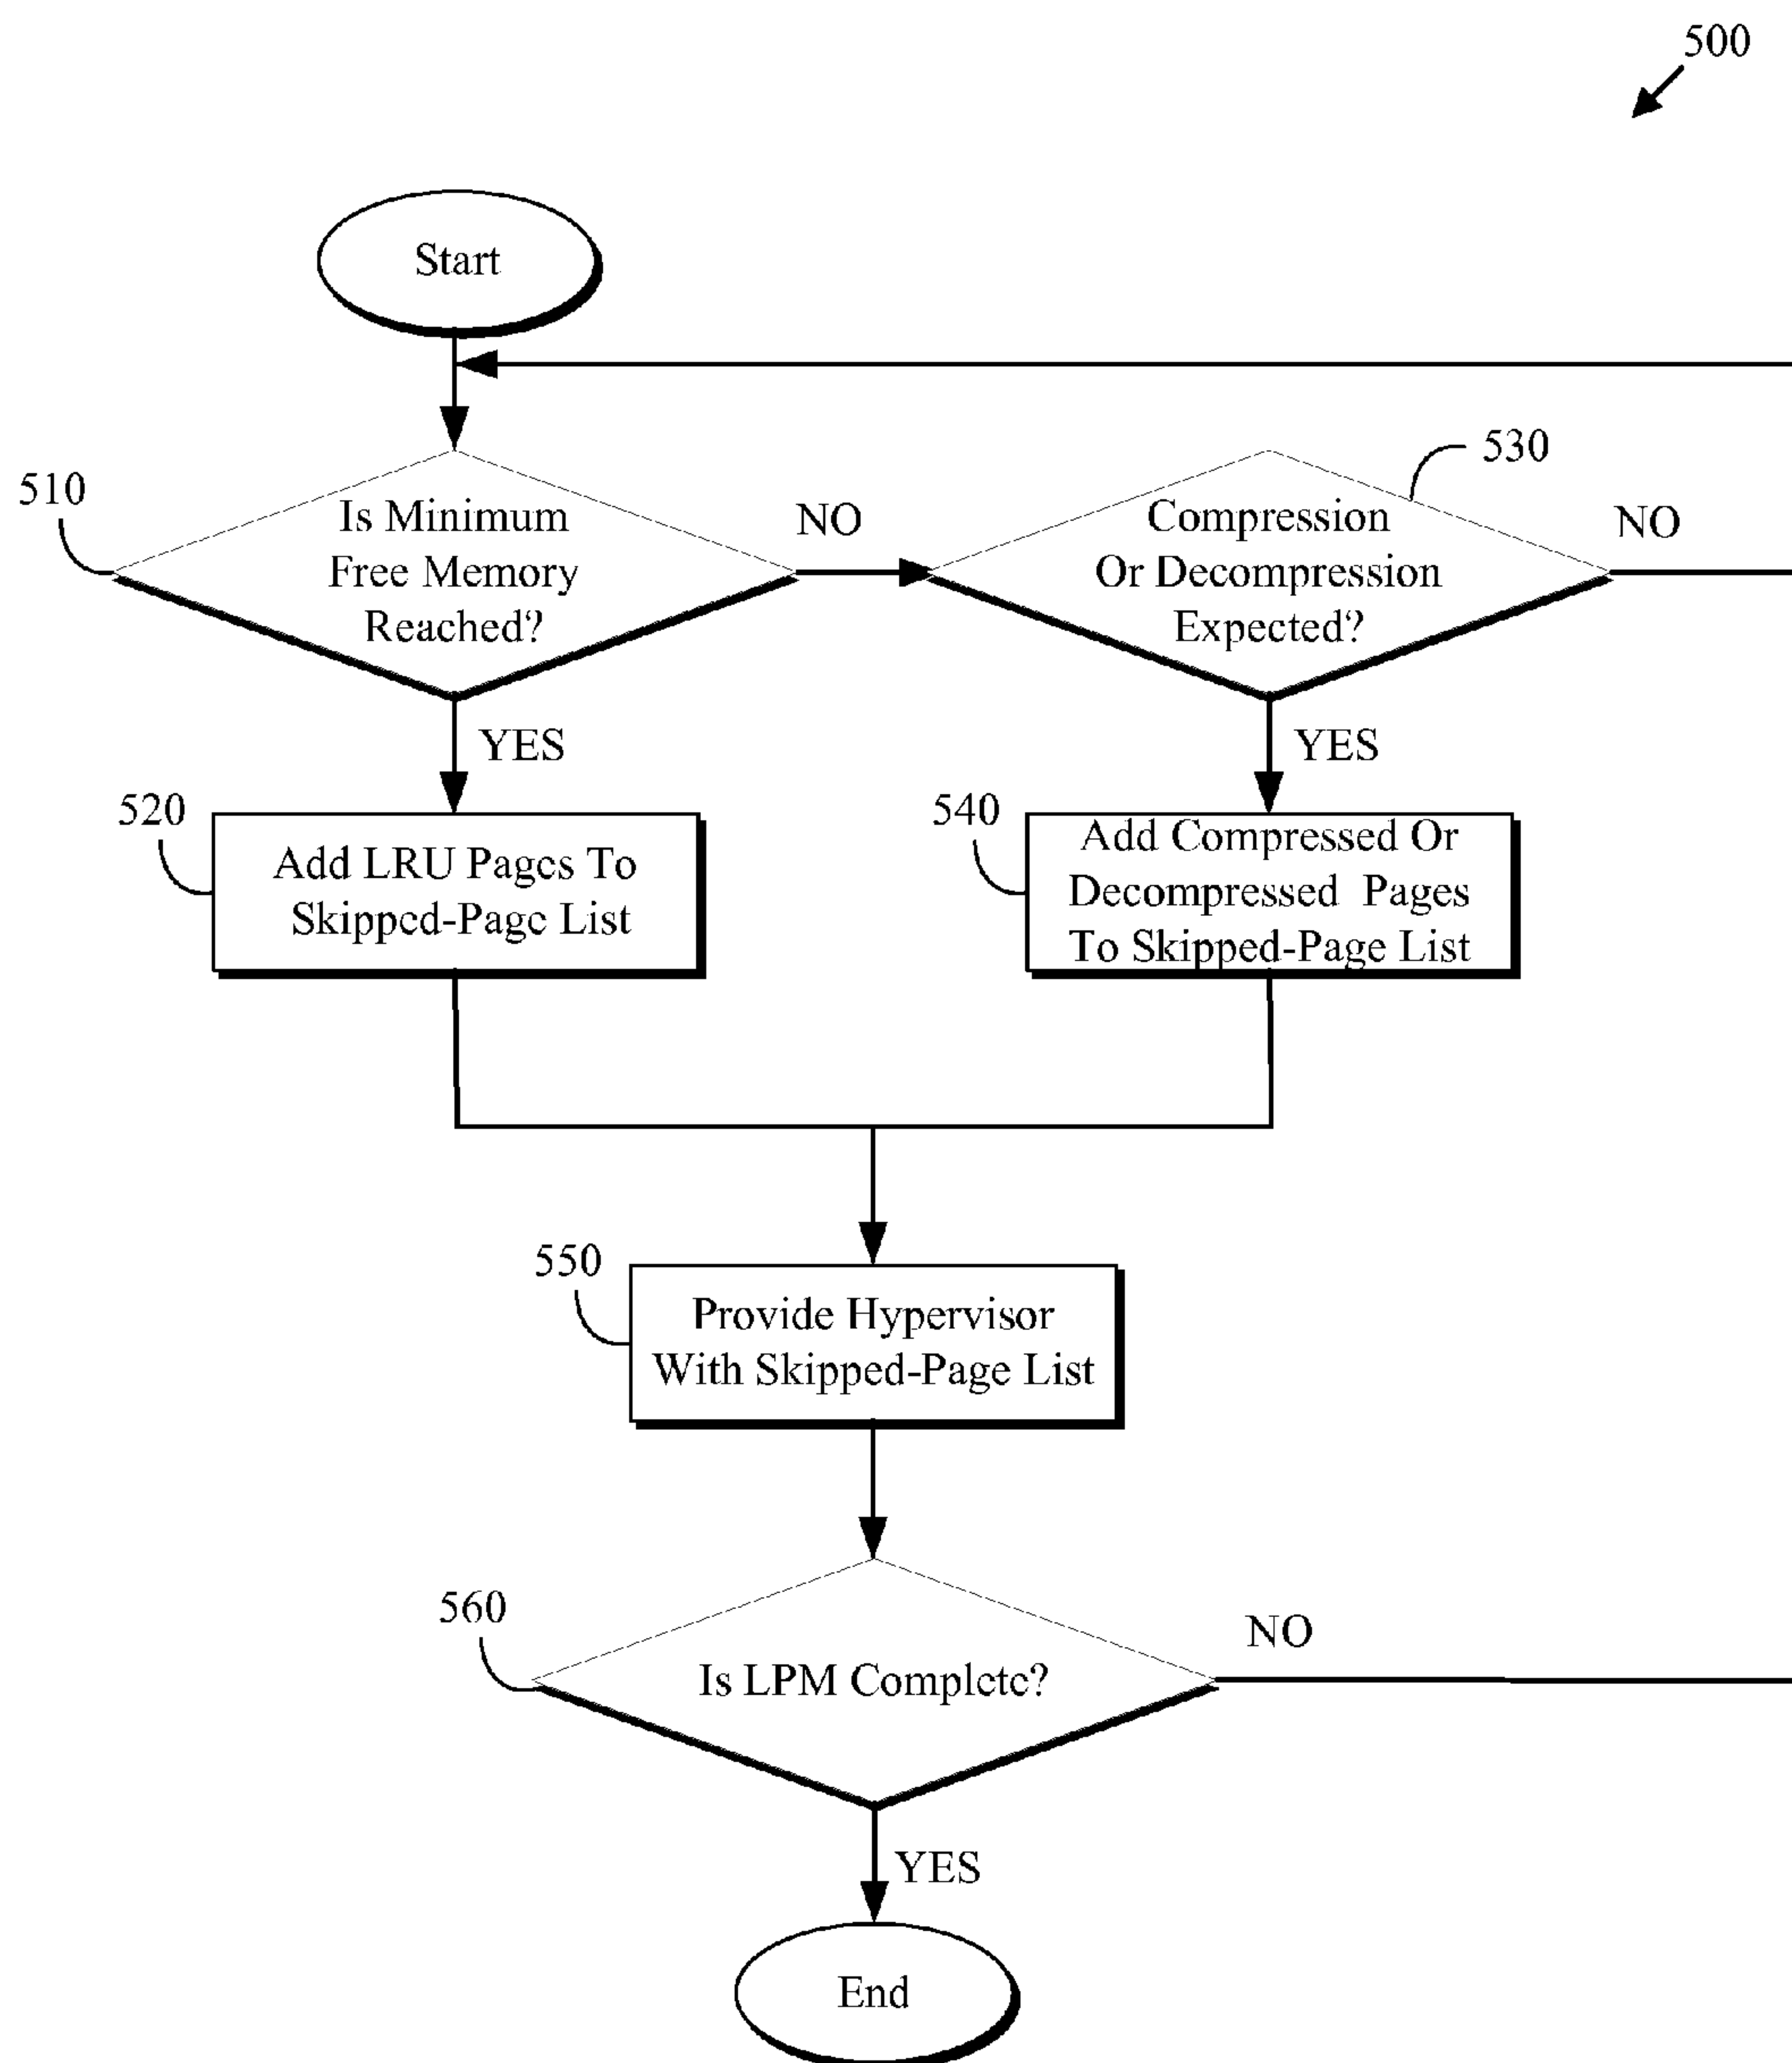 500
Start
510
Is Minimum
Free Memory
Reached?
NO
530
Compression
Or Decompression
Expected?
NO
YES
YES
520
Add LRU Pages To
Skipped-Page List
540
Add Compressed Or
Decompressed Pages
To Skipped-Page List
550
Provide Hypervisor
With Skipped-Page List
560
Is LPM Complete?
NO
YES
End